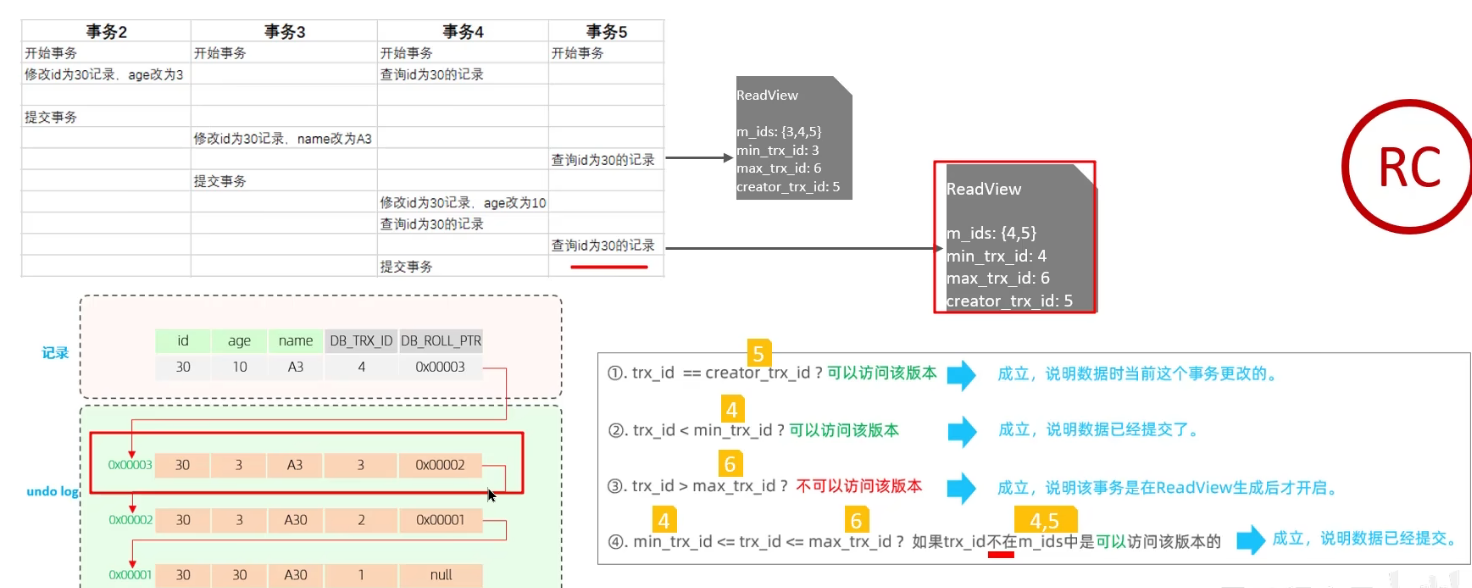 事务2 事务3 事务4 事务5
开始事务 开始事务 开始事务 开始事务
修改id为30记录、age改为3 查询id为30的记录
提交事务
修改id为30记录、name改为A3
查询id为30的记录
提交事务
修改id为30记录、age改为10
查询id为30的记录
查询id为30的记录
提交事务
ReadView
m_ids: {3,4,5}
min_trx_id: 3
max_trx_id: 6
creator_trx_id: 5
ReadView
m_ids: {4,5}
min_trx_id: 4
max_trx_id: 6
creator_trx_id: 5
RC
记录
id age name DB_TRX_ID DB_ROLL_PTR
30 10 A3 4 0x00003
undo log
0x00003 30 3 A3 3 0x00002
0x00002 30 3 A30 2 0x00001
0x00001 30 30 A30 1 null
5
①. trx_id == creator_trx_id ? 可以访问该版本 成立，说明数据时当前这个事务更改的。
4
②. trx_id < min_trx_id ? 可以访问该版本 成立，说明数据已经提交了。
6
③. trx_id > max_trx_id ? 不可以访问该版本 成立，说明该事务是在ReadView生成后才开启。
4 6 4,5
④. min_trx_id <= trx_id <= max_trx_id ? 如果trx_id不在m_ids中是可以访问该版本的 成立，说明数据已经提交。